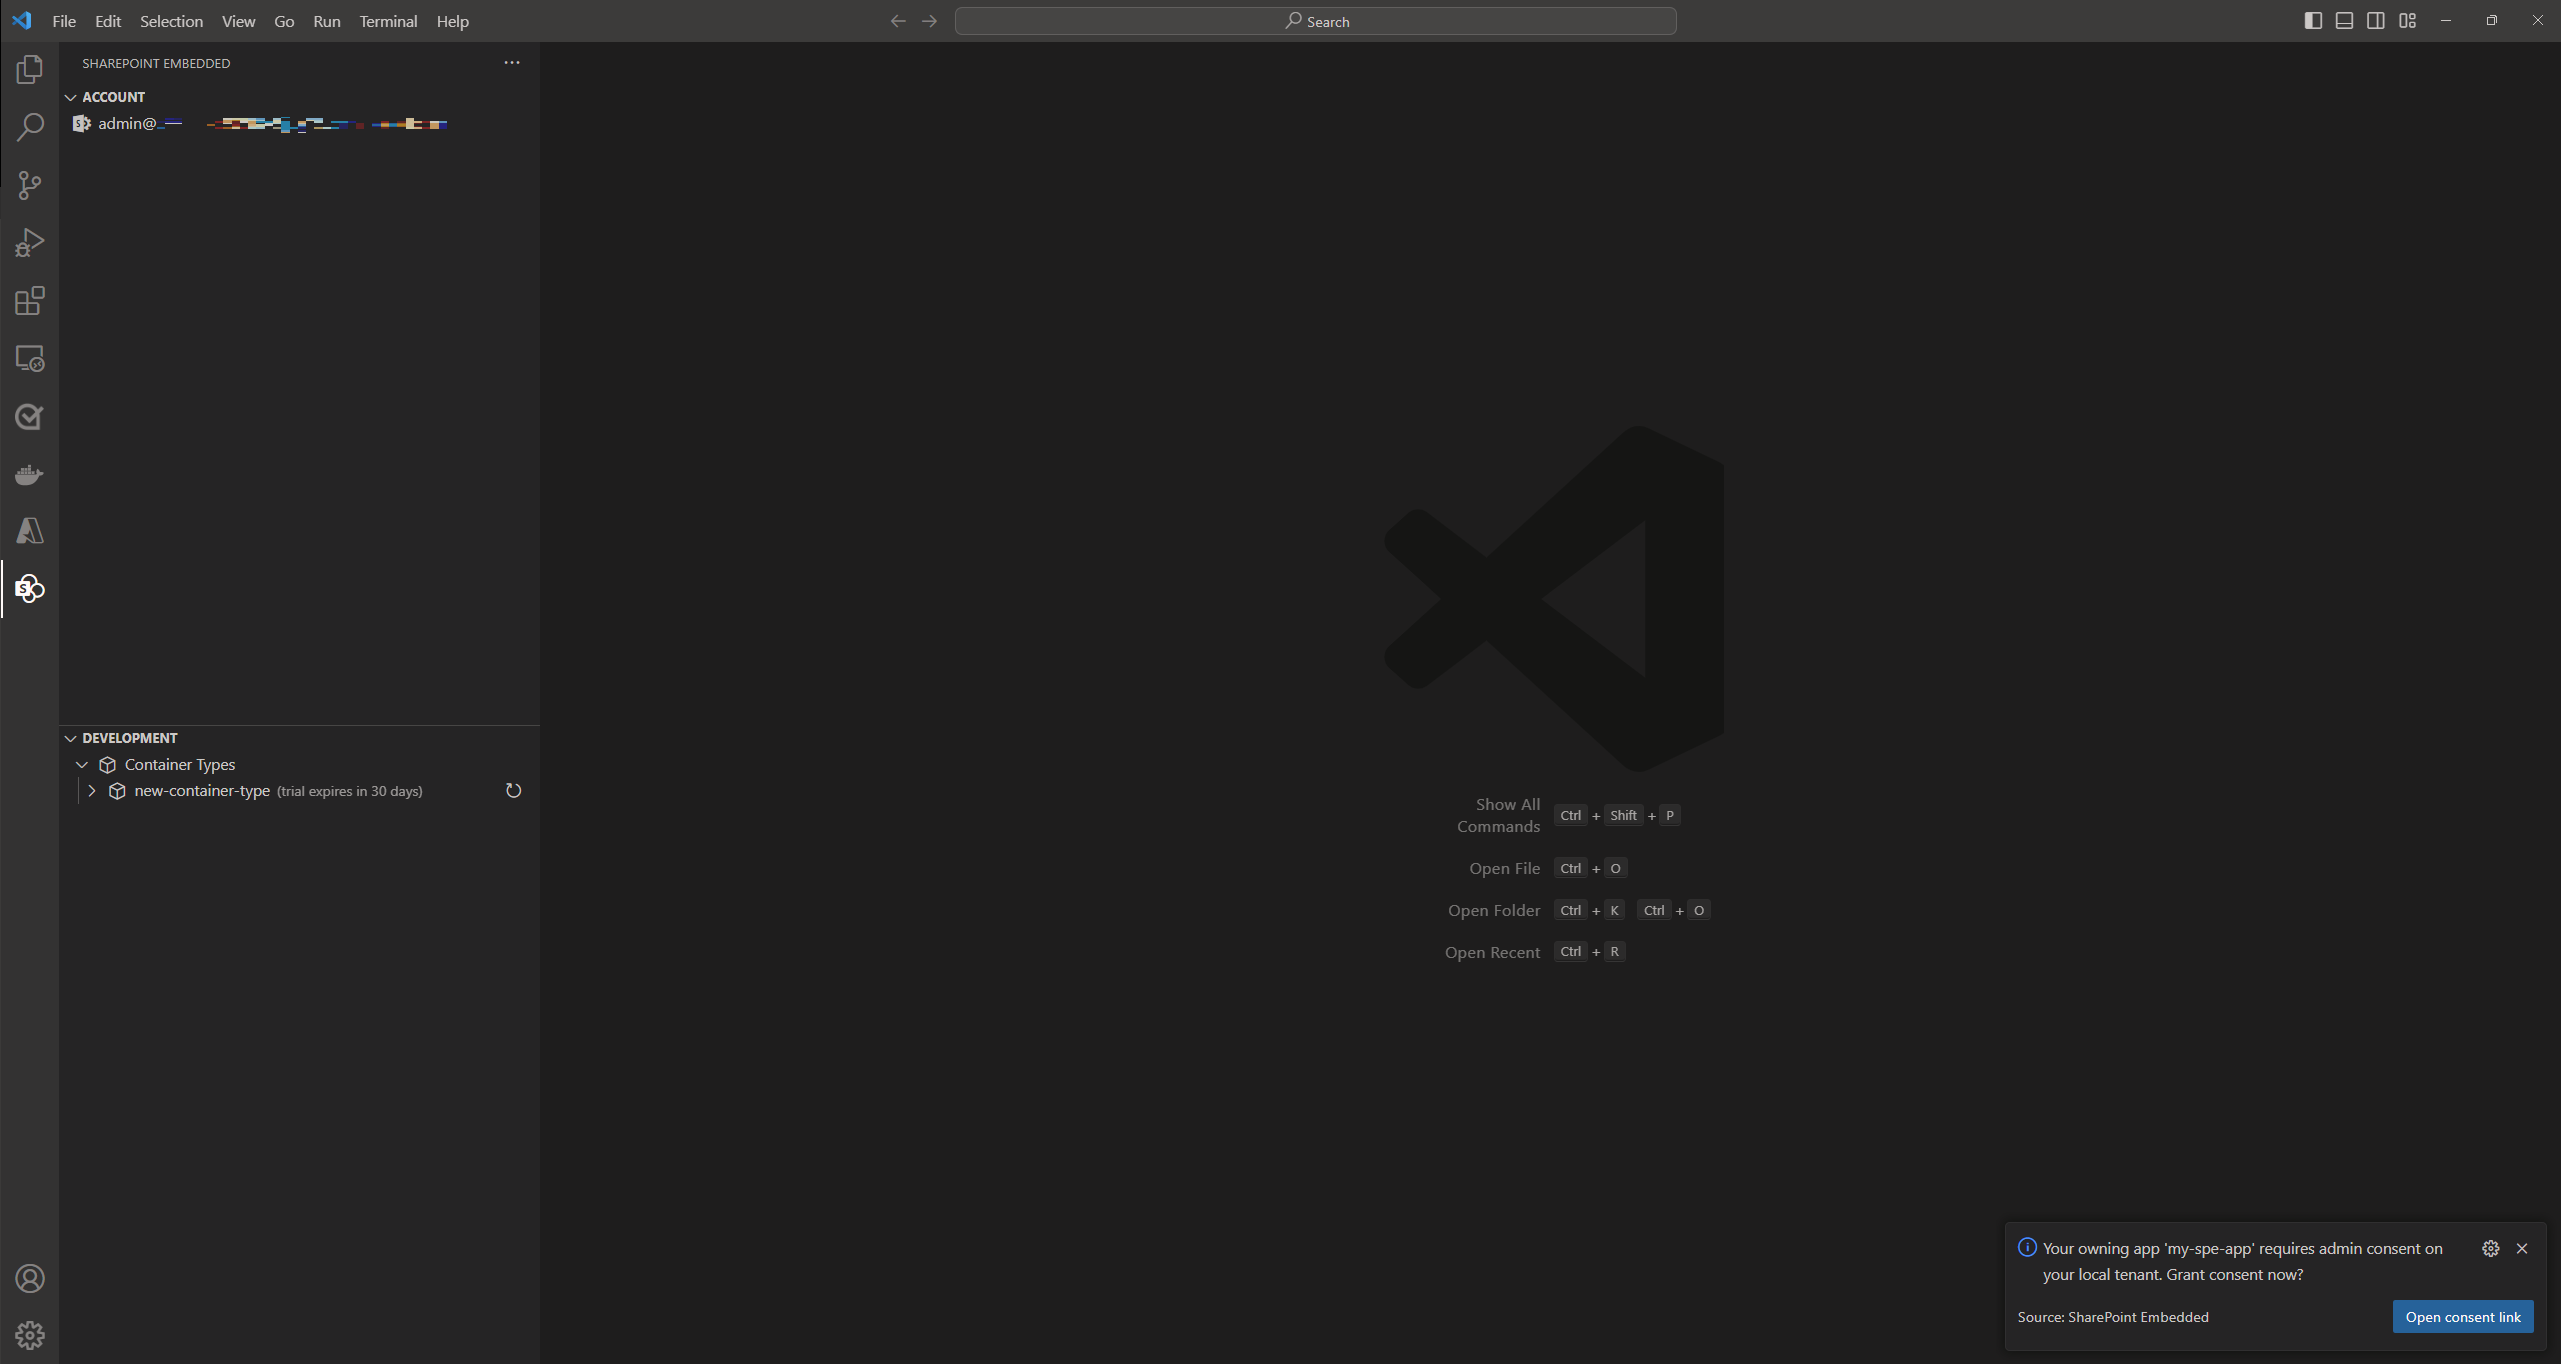 File Edit Selection View Go Run Terminal Help
Search
SHAREPOINT EMBEDDED
ACCOUNT
admin@
DEVELOPMENT
Container Types
new-container-type (trial expires in 30 days)
Show All
Commands
Ctrl + Shift + P
Open File Ctrl + O
Open Folder Ctrl + K Ctrl + O
Open Recent Ctrl + R
Your owning app 'my-spe-app' requires admin consent on
your local tenant. Grant consent now?
Source: SharePoint Embedded
Open consent link